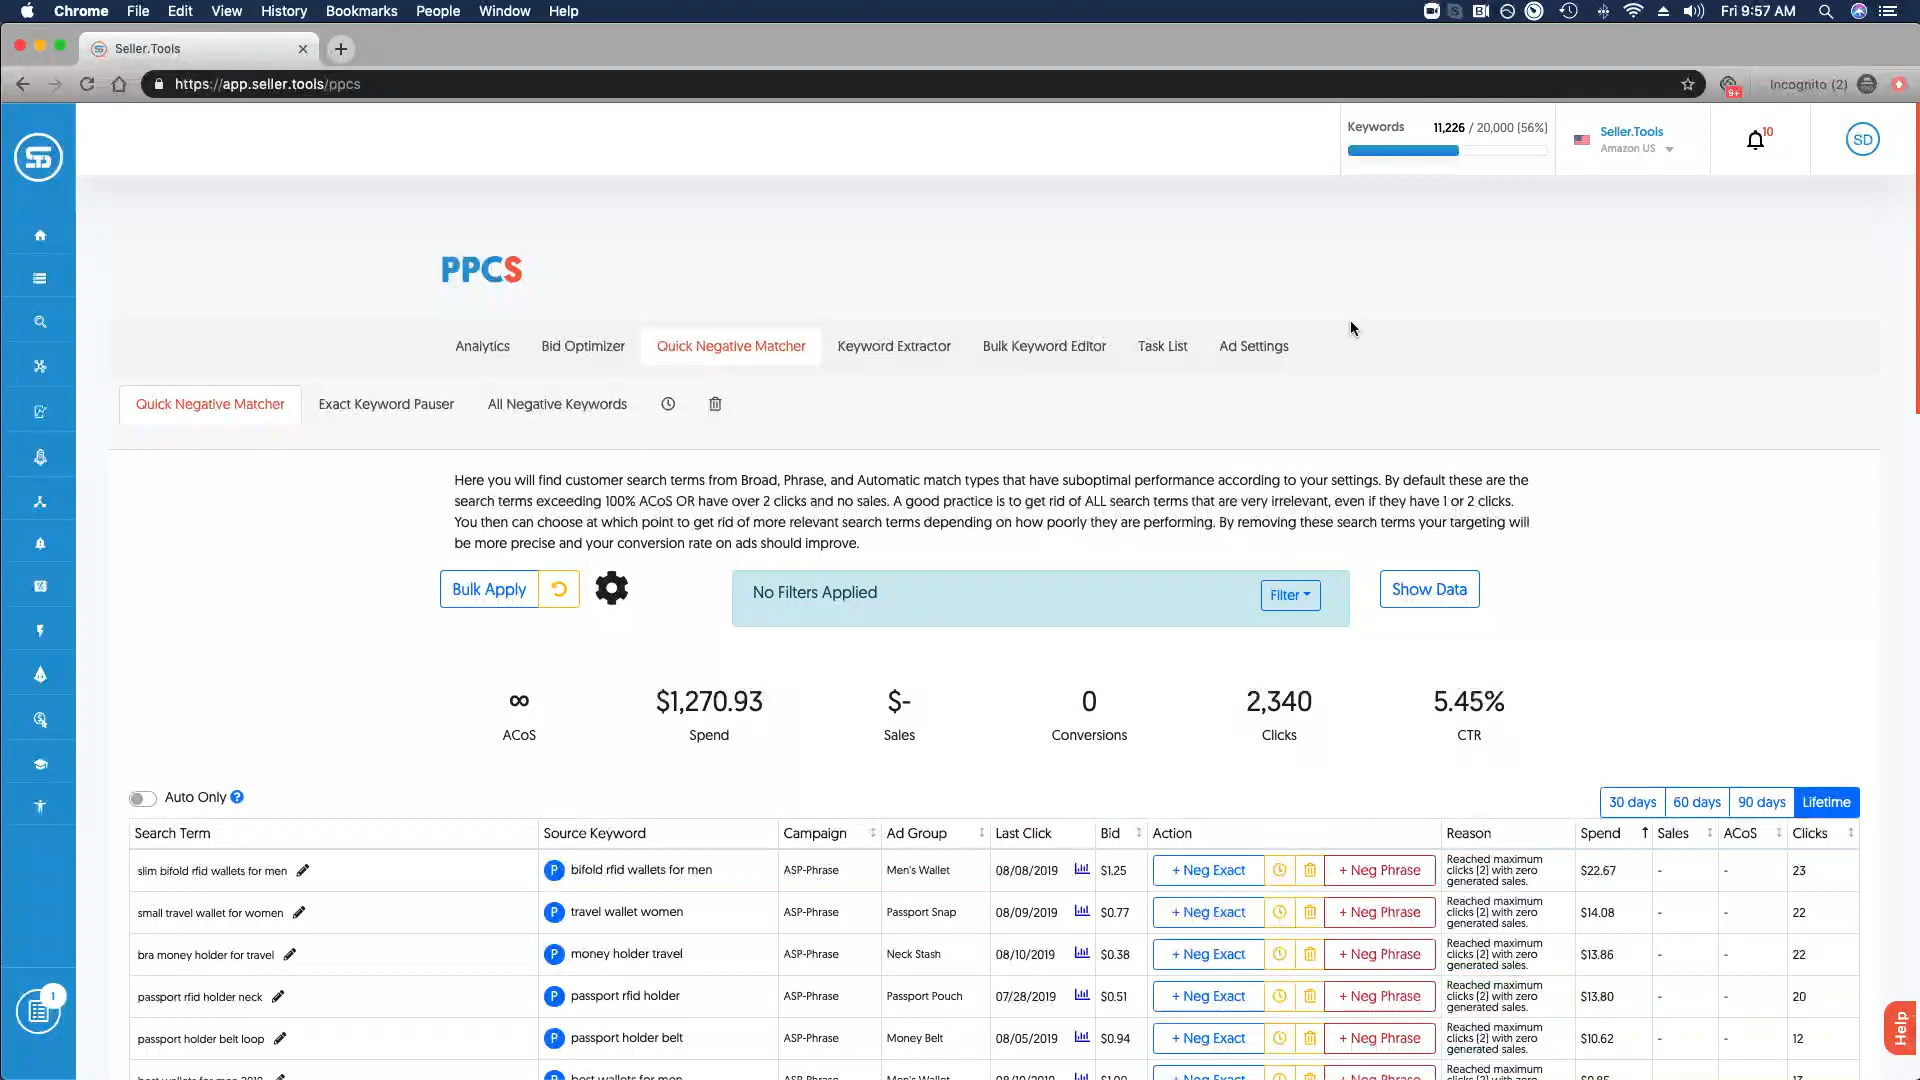 Chrome File Edit View History Bookmarks People Window Help
Fri 9:57 AM
Seller.Tools
https://app.seller.tools/ppcs
9+
Incognito (2)
Keywords 11,226 / 20,000 (56%)
Seller.Tools
Amazon US
10
SD
PPCS
Analytics Bid Optimizer Quick Negative Matcher Keyword Extractor Bulk Keyword Editor Task List Ad Settings
Quick Negative Matcher Exact Keyword Pauser All Negative Keywords
Here you will find customer search terms from Broad, Phrase, and Automatic match types that have suboptimal performance according to your settings. By default these are the
search terms exceeding 100% ACoS OR have over 2 clicks and no sales. A good practice is to get rid of ALL search terms that are very irrelevant, even if they have 1 or 2 clicks.
You then can choose at which point to get rid of more relevant search terms depending on how poorly they are performing. By removing these search terms your targeting will
be more precise and your conversion rate on ads should improve.
Bulk Apply
No Filters Applied
Filter
Show Data
∞ $1,270.93 $- 0 2,340 5.45%
ACoS Spend Sales Conversions Clicks CTR
Auto Only ?
30 days 60 days 90 days Lifetime
Search Term Source Keyword Campaign Ad Group Last Click Bid Action Reason Spend Sales ACoS Clicks
slim bifold rfid wallets for men P bifold rfid wallets for men ASP-Phrase Men's Wallet 08/08/2019 $1.25 + Neg Exact + Neg Phrase Reached maximum clicks [2] with zero generated sales. $22.67 - - 23
small travel wallet for women P travel wallet women ASP-Phrase Passport Snap 08/09/2019 $0.77 + Neg Exact + Neg Phrase Reached maximum clicks [2] with zero generated sales. $14.08 - - 22
bra money holder for travel P money holder travel ASP-Phrase Neck Stash 08/10/2019 $0.38 + Neg Exact + Neg Phrase Reached maximum clicks [2] with zero generated sales. $13.86 - - 22
passport rfid holder neck P passport rfid holder ASP-Phrase Passport Pouch 07/28/2019 $0.51 + Neg Exact + Neg Phrase Reached maximum clicks [2] with zero generated sales. $13.80 - - 20
passport holder belt loop P passport holder belt ASP-Phrase Money Belt 08/05/2019 $0.94 + Neg Exact + Neg Phrase Reached maximum clicks [2] with zero generated sales. $10.62 - - 12
P best wallets for men ASP-Phrase Men's Wallet + Neg Exact + Neg Phrase Reached maximum
1
Help